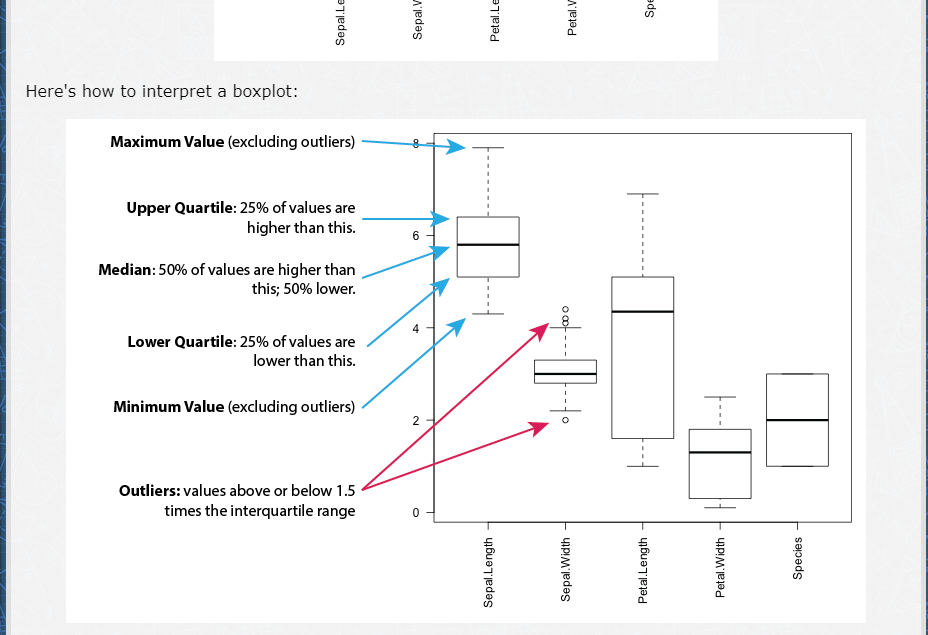 Sepal.Le
Sepal.W
Petal.Le
Petal.W
Spe
Here's how to interpret a boxplot:
Maximum Value (excluding outliers)
Upper Quartile: 25% of values are
higher than this.
Median: 50% of values are higher than
this; 50% lower.
Lower Quartile: 25% of values are
lower than this.
Minimum Value (excluding outliers)
Outliers: values above or below 1.5
times the interquartile range
8
6
4
2
0
Sepal.Length
Sepal.Width
Petal.Length
Petal.Width
Species